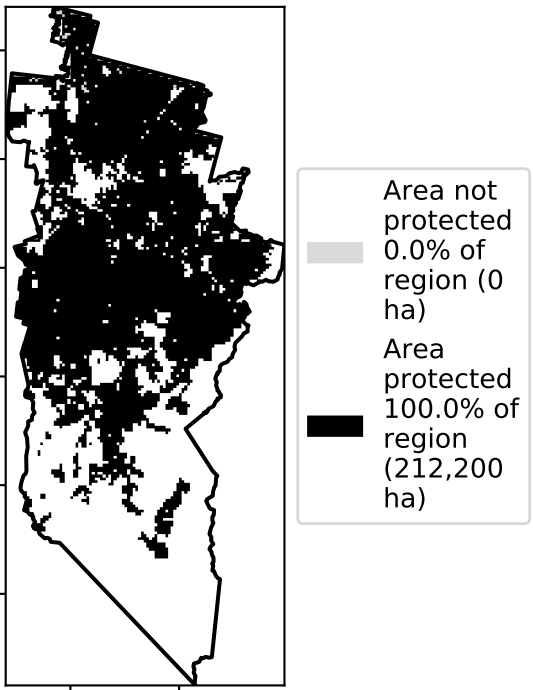 Area not
protected
0.0% of
region (0
ha)
Area
protected
100.0% of
region
(212,200
ha)